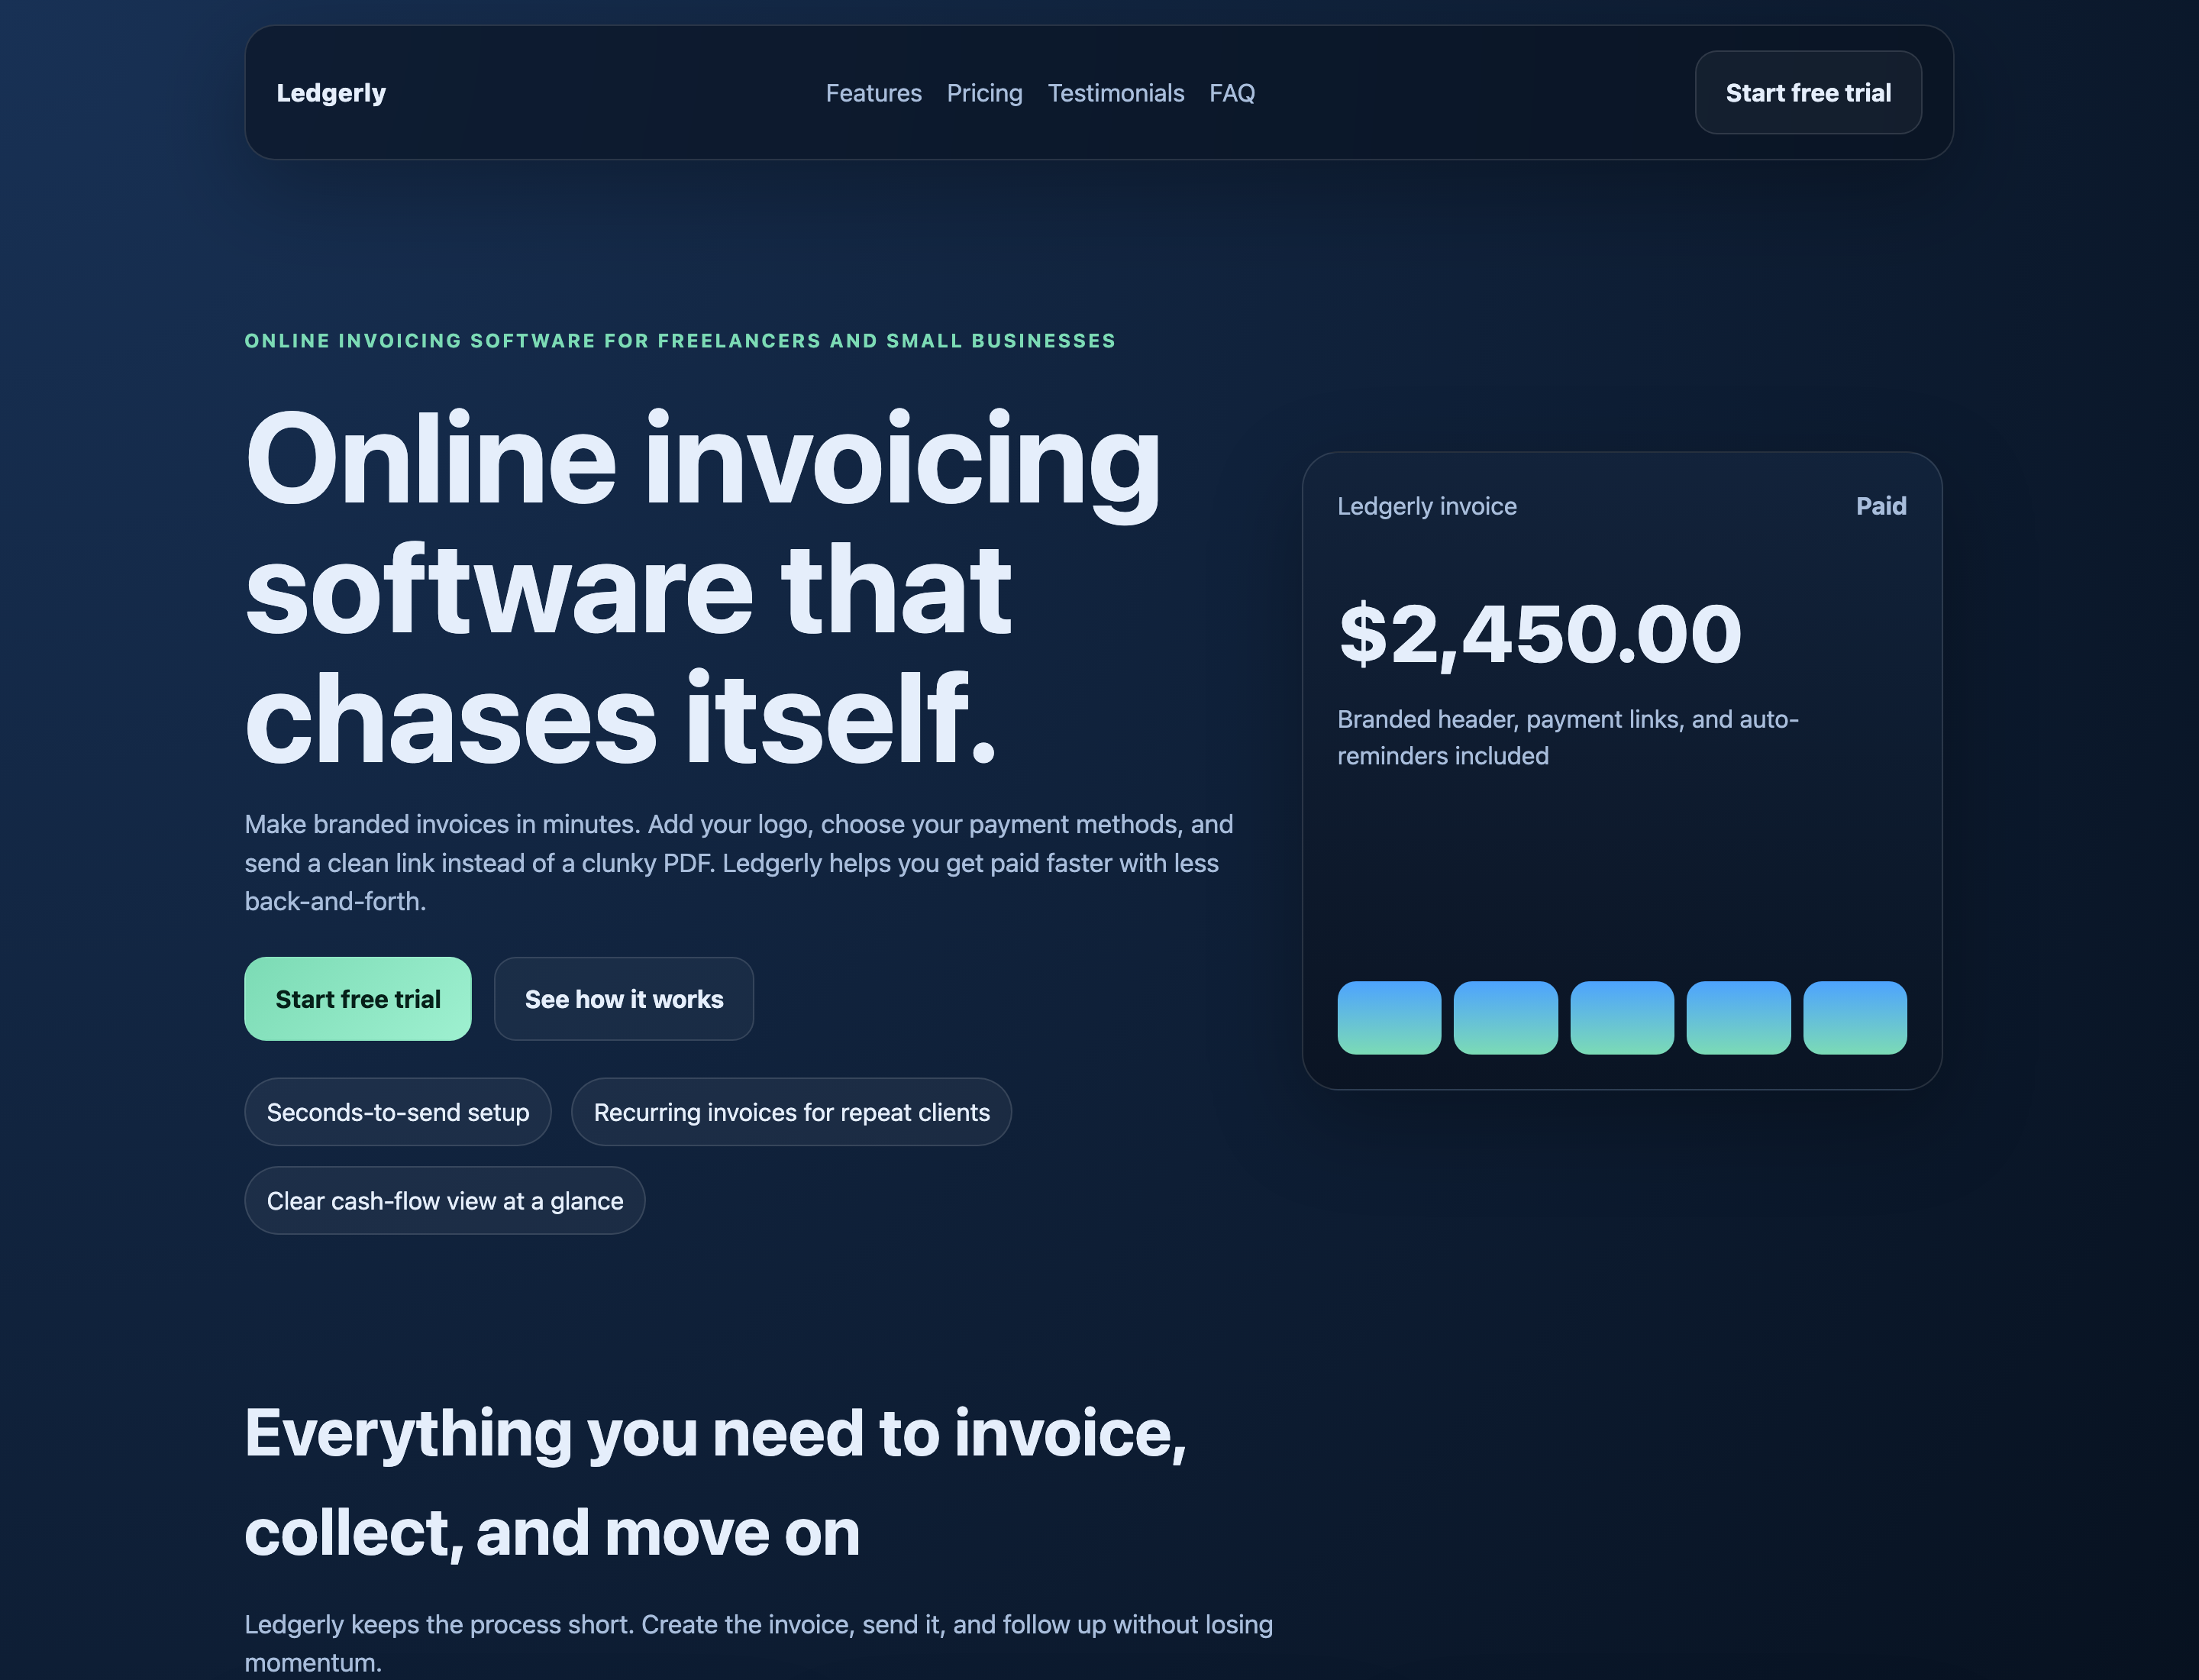 Ledgerly
Features Pricing Testimonials FAQ
Start free trial
ONLINE INVOICING SOFTWARE FOR FREELANCERS AND SMALL BUSINESSES
Online invoicing
software that
chases itself.
Make branded invoices in minutes. Add your logo, choose your payment methods, and
send a clean link instead of a clunky PDF. Ledgerly helps you get paid faster with less
back-and-forth.
Start free trial
See how it works
Seconds-to-send setup
Recurring invoices for repeat clients
Clear cash-flow view at a glance
Ledgerly invoice
Paid
$2,450.00
Branded header, payment links, and auto-
reminders included
Everything you need to invoice,
collect, and move on
Ledgerly keeps the process short. Create the invoice, send it, and follow up without losing
momentum.